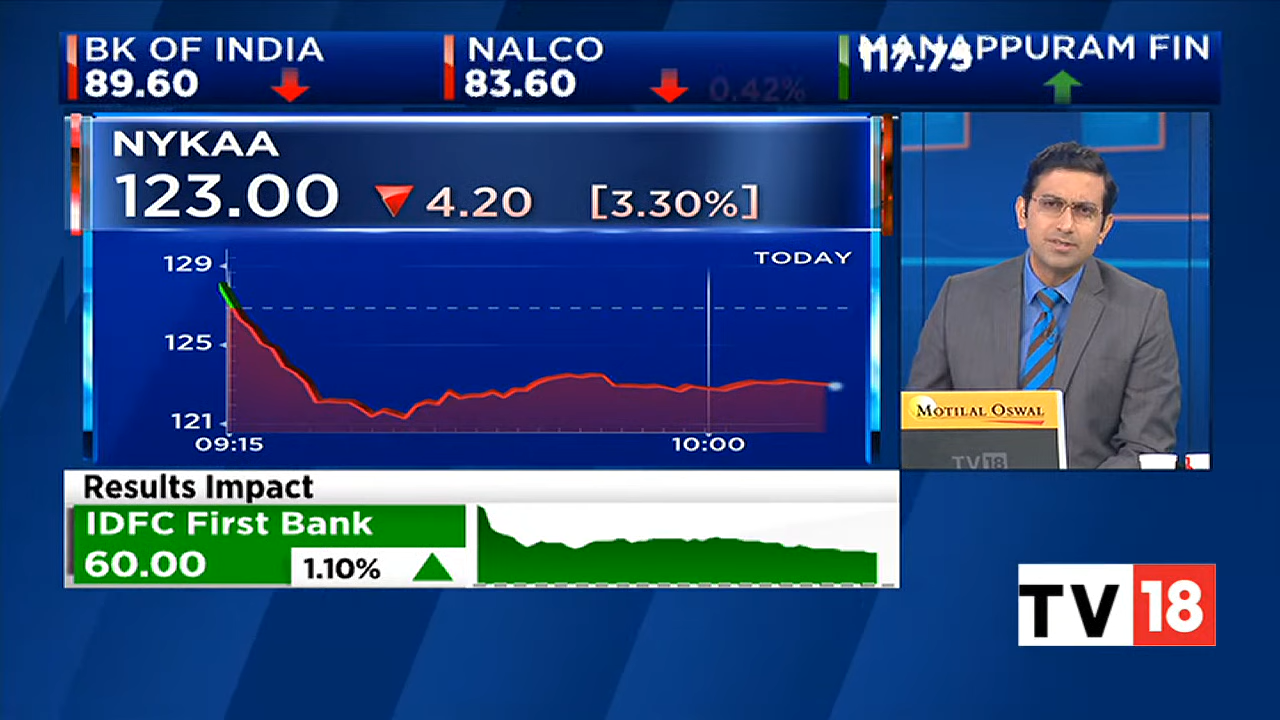 BK OF INDIA
89.60
NALCO
83.60
0.42%
MANAPPURAM FIN
117.75
NYKAA
123.00 4.20 [3.30%]
TODAY
129
125
121
09:15
10:00
MOTILAL OSWAL
TV18
Results Impact
IDFC First Bank
60.00
1.10%
TV18